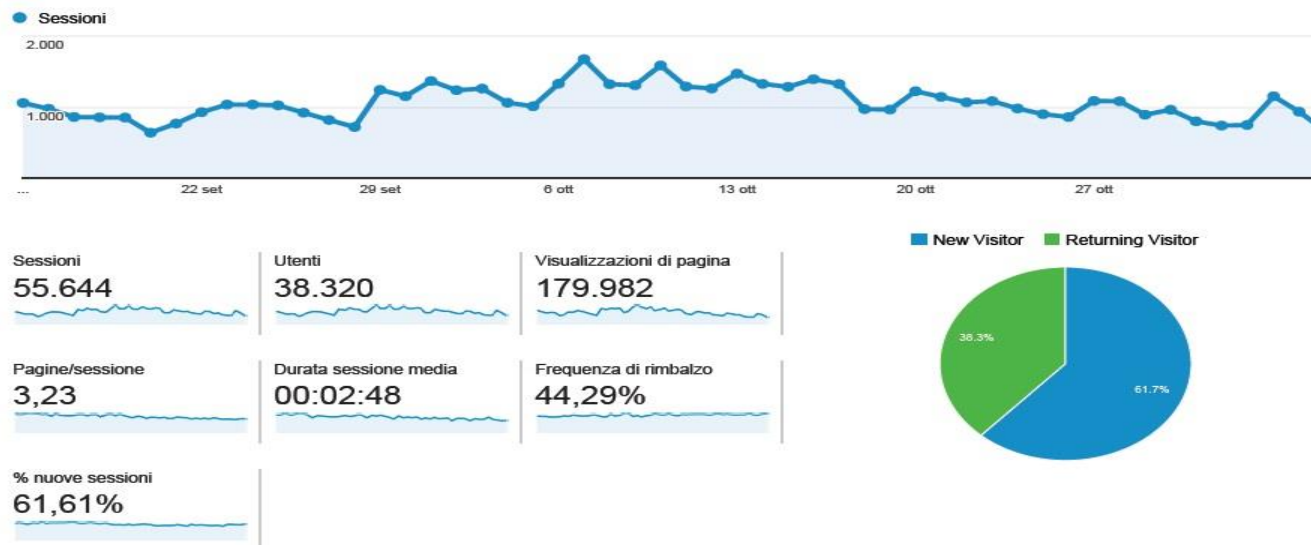 Sessioni
2.000
1.000
...
22 set
29 set
6 ott
13 ott
20 ott
27 ott
New Visitor
Returning Visitor
Sessioni
55.644
Utenti
38.320
Visualizzazioni di pagina
179.982
38.3%
61.7%
Pagine/sessione
3,23
Durata sessione media
00:02:48
Frequenza di rimbalzo
44,29%
% nuove sessioni
61,61%